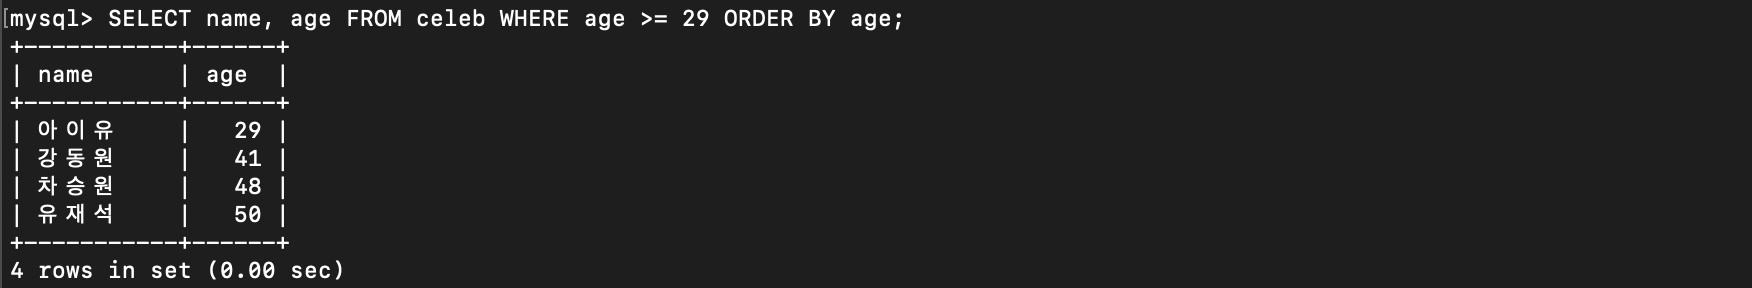 [mysql> SELECT name, age FROM celeb WHERE age >= 29 ORDER BY age;
+-----------+------+
| name      | age  |
+-----------+------+
| 아이유     |   29 |
| 강동원     |   41 |
| 차승원     |   48 |
| 유재석     |   50 |
+-----------+------+
4 rows in set (0.00 sec)